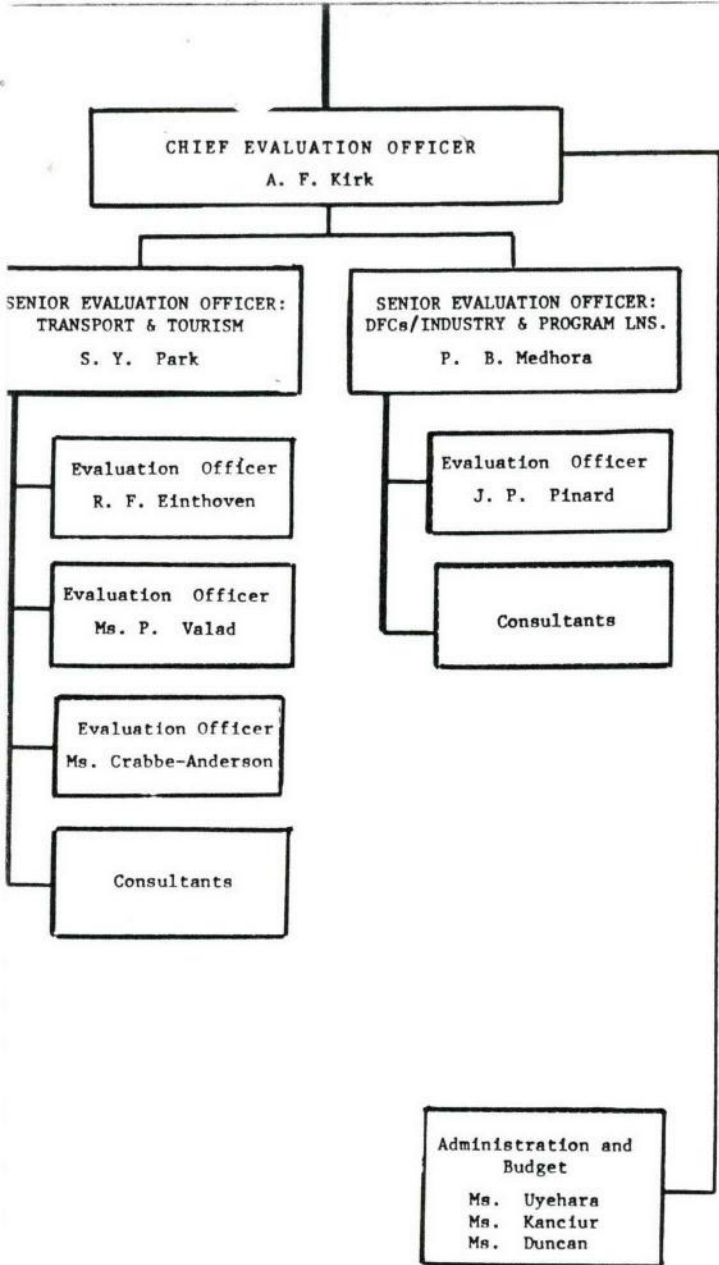 CHIEF EVALUATION OFFICER
A. F. Kirk
SENIOR EVALUATION OFFICER:
TRANSPORT & TOURISM
S. Y. Park
Evaluation Officer
R. F. Einthoven
Evaluation Officer
Ms. P. Valad
Evaluation Officer
Ms. Crabbe-Anderson
Consultants
SENIOR EVALUATION OFFICER:
DFCs/INDUSTRY & PROGRAM LNS.
P. B. Medhora
Evaluation Officer
J. P. Pinard
Consultants
Administration and
Budget
Ms. Uyehara
Ms. Kanciur
Ms. Duncan